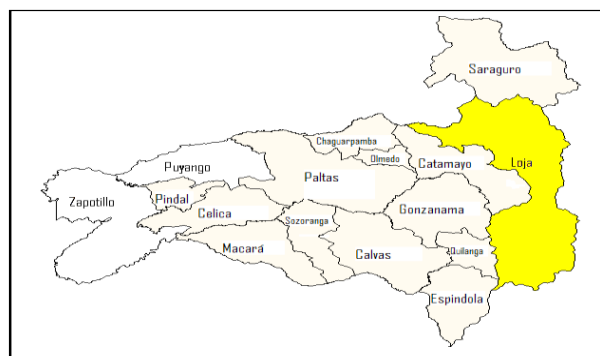 Saraguro
Chaguarpamba
Olmedo
Catamayo
Loja
Puyango
Paltas
Zapotillo
Pindal
Celica
Sozoranga
Gonzanama
Macará
Calvas
Quilanga
Espindola